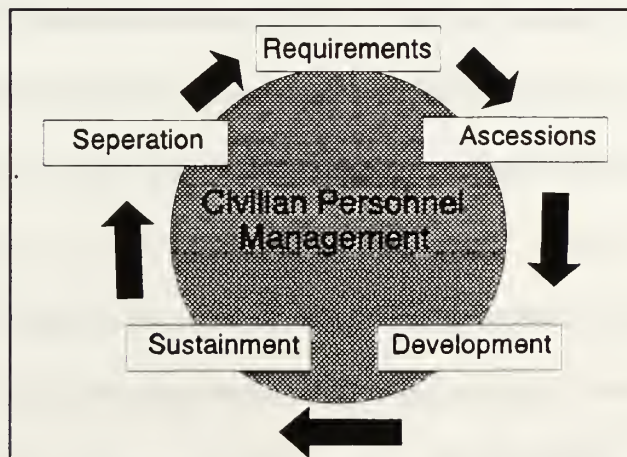 Requirements
Seperation
Ascessions
Civilian Personnel
Management
Sustainment
Development